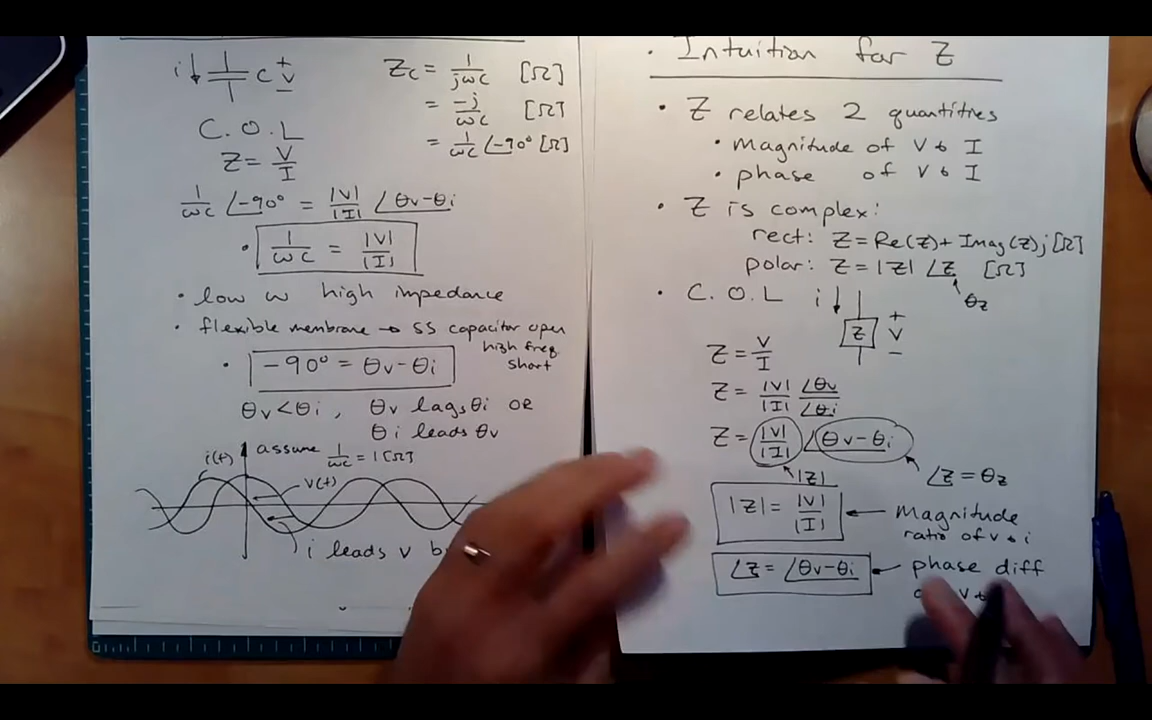 i ↓ C + v −
Z_C = 1/jωC [Ω]
= −j/ωC [Ω]
= 1/ωC ∠−90° [Ω]
C.O.L
Z = V/I
1/ωC ∠−90° = |V|/|I| ∠θv−θi
• 1/ωC = |V|/|I|
• low ω high impedance
• flexible membrane → SS capacitor open
high freq.
short
• −90° = θv−θi
θv<θi, θv lags θi OR
θi leads θv
i(t) assume 1/ωC = 1[Ω]
v(t)
i leads v
• Intuition for Z
• Z relates 2 quantities
• magnitude of V & I
• phase of V & I
• Z is complex:
rect: Z=Re(Z)+Imag(Z)j[Ω]
polar: Z=|Z| ∠Z [Ω]
θz
• C.O.L i ↓ Z + V −
Z = V/I
Z = |V|/|I| ∠θv/∠θi
Z = |V|/|I| ∠θv−θi
|Z| ∠Z = θz
|Z| = |V|/|I| ← Magnitude
ratio of v & i
∠Z = ∠θv−θi ← phase diff
v &